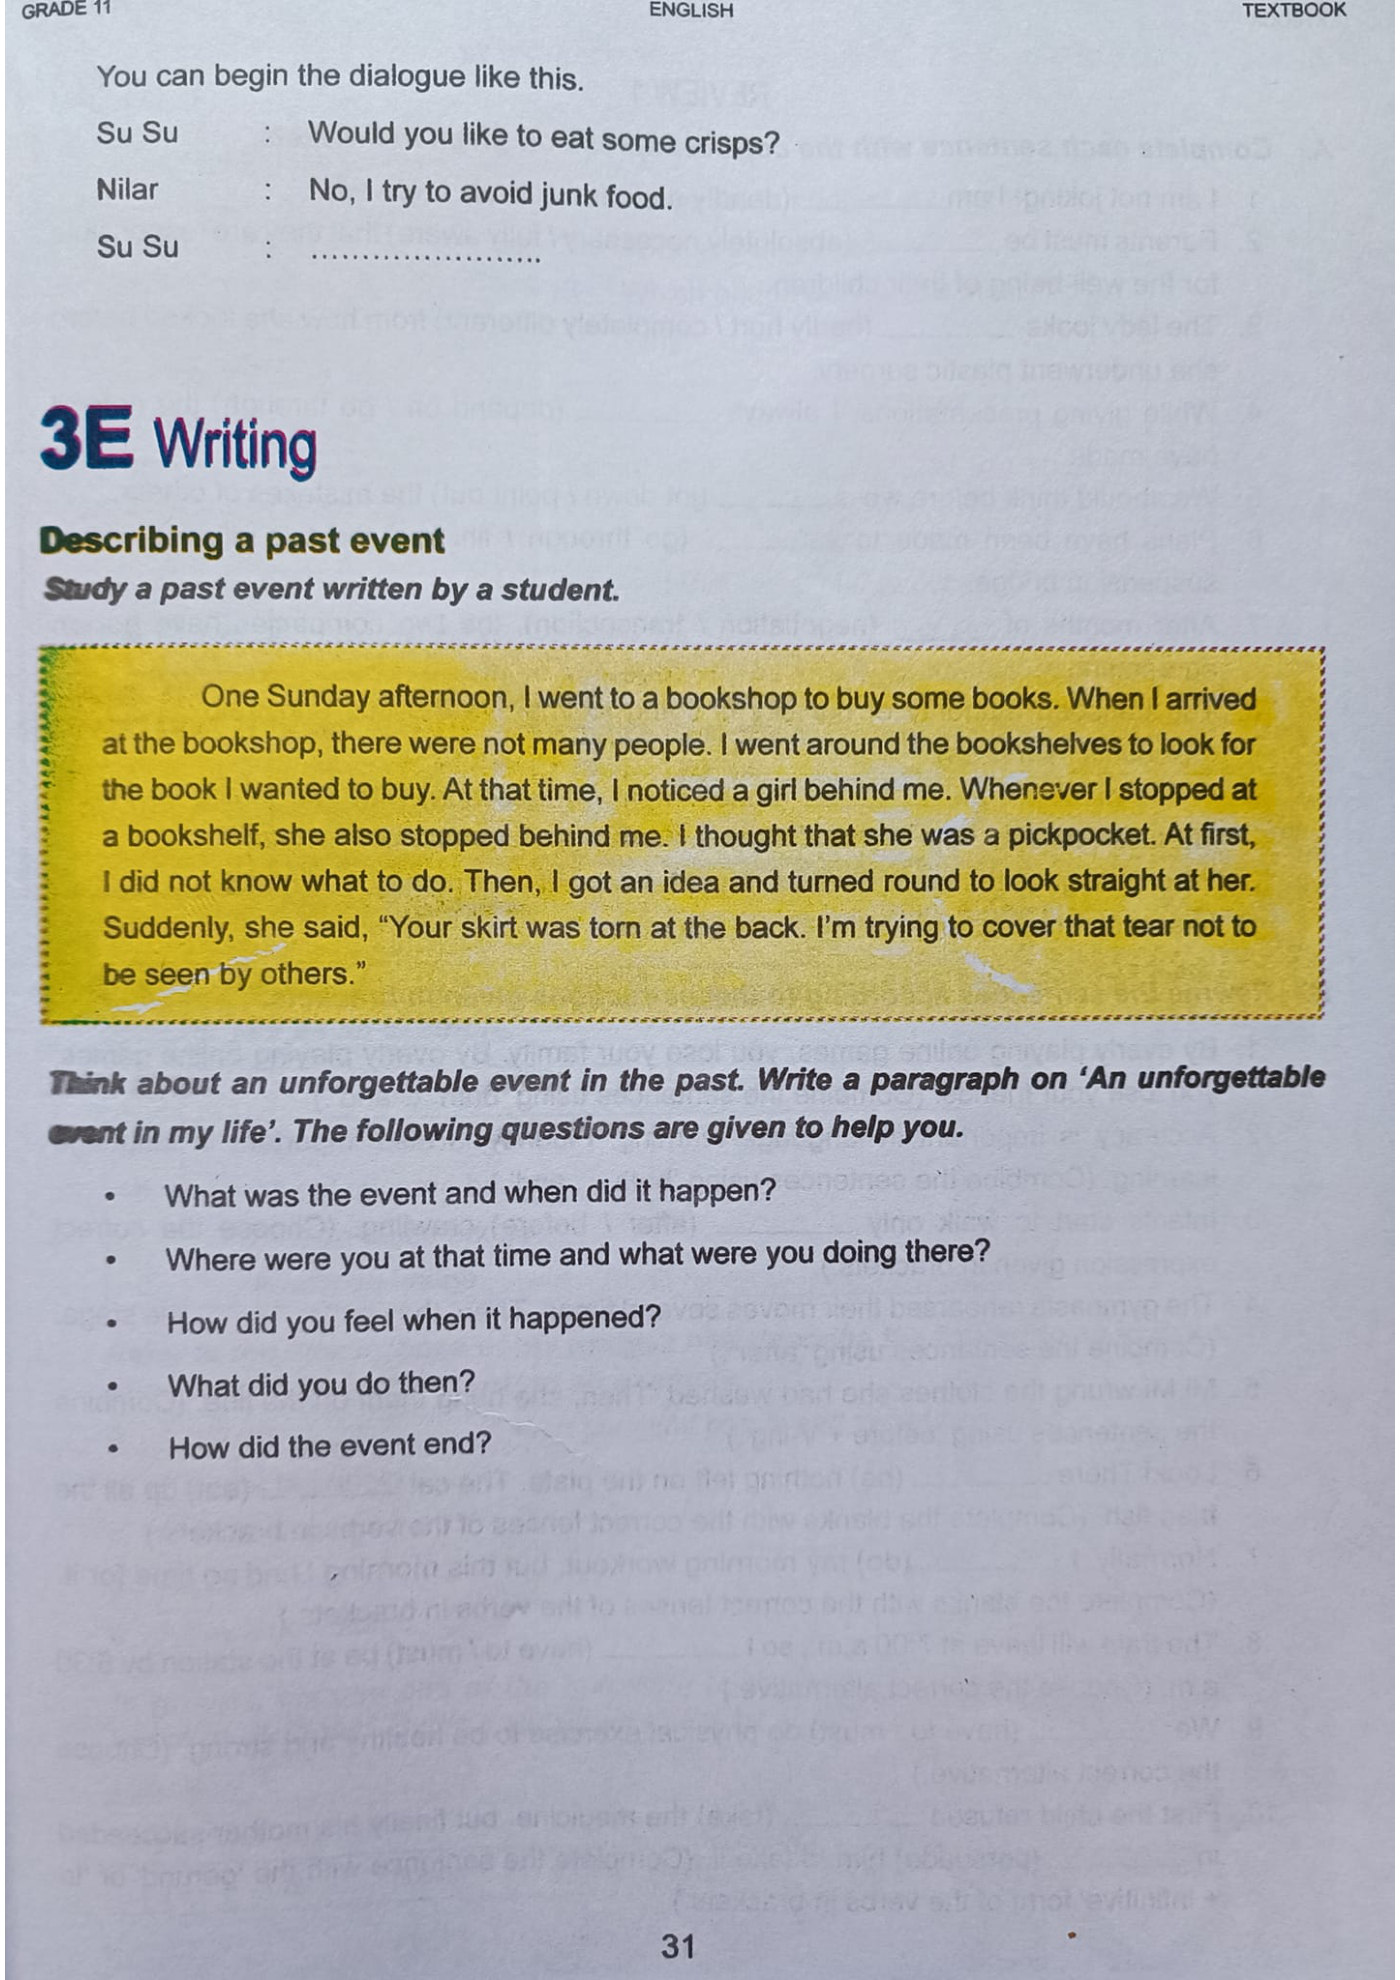 GRADE 11 ENGLISH TEXTBOOK
You can begin the dialogue like this.
Su Su : Would you like to eat some crisps?
Nilar : No, I try to avoid junk food.
Su Su : .......................
3E Writing
Describing a past event
Study a past event written by a student.
One Sunday afternoon, I went to a bookshop to buy some books. When I arrived
at the bookshop, there were not many people. I went around the bookshelves to look for
the book I wanted to buy. At that time, I noticed a girl behind me. Whenever I stopped at
a bookshelf, she also stopped behind me. I thought that she was a pickpocket. At first,
I did not know what to do. Then, I got an idea and turned round to look straight at her.
Suddenly, she said, “Your skirt was torn at the back. I’m trying to cover that tear not to
be seen by others.”
Think about an unforgettable event in the past. Write a paragraph on ‘An unforgettable
event in my life’. The following questions are given to help you.
• What was the event and when did it happen?
• Where were you at that time and what were you doing there?
• How did you feel when it happened?
• What did you do then?
• How did the event end?
31